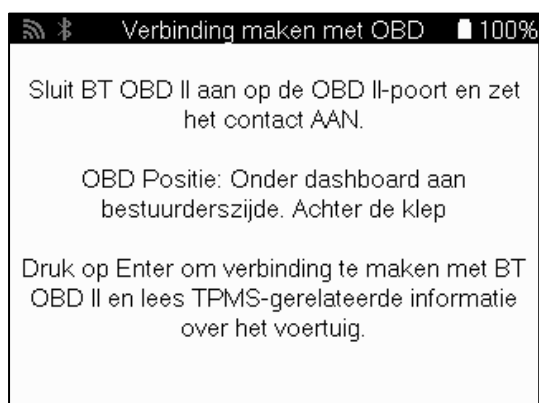 Verbinding maken met OBD 100%
Sluit BT OBD II aan op de OBD II-poort en zet
het contact AAN.
OBD Positie: Onder dashboard aan
bestuurderszijde. Achter de klep
Druk op Enter om verbinding te maken met BT
OBD II en lees TPMS-gerelateerde informatie
over het voertuig.